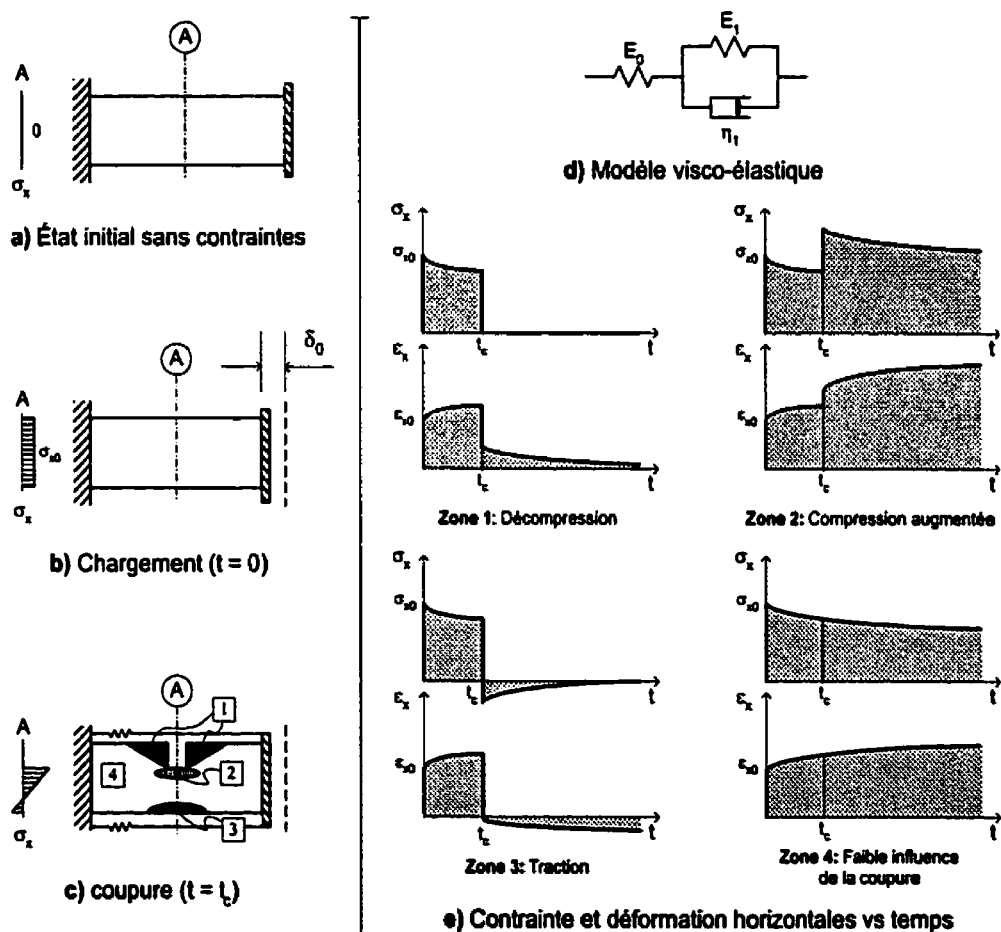 A
A
0
σx
a) État initial sans contraintes
A
δ0
A
σx0
σx
b) Chargement (t = 0)
A
A
1
4
2
3
σx
c) coupure (t = tc)
E0
E1
η1
d) Modèle visco-élastique
σx
σx0
tc
t
εx
εx0
tc
t
Zone 1: Décompression
σx
σx0
tc
t
εx
εx0
tc
t
Zone 2: Compression augmentée
σx
σx0
tc
t
εx
εx0
tc
t
Zone 3: Traction
σx
σx0
tc
t
εx
εx0
tc
t
Zone 4: Faible influence
de la coupure
e) Contrainte et déformation horizontales vs temps